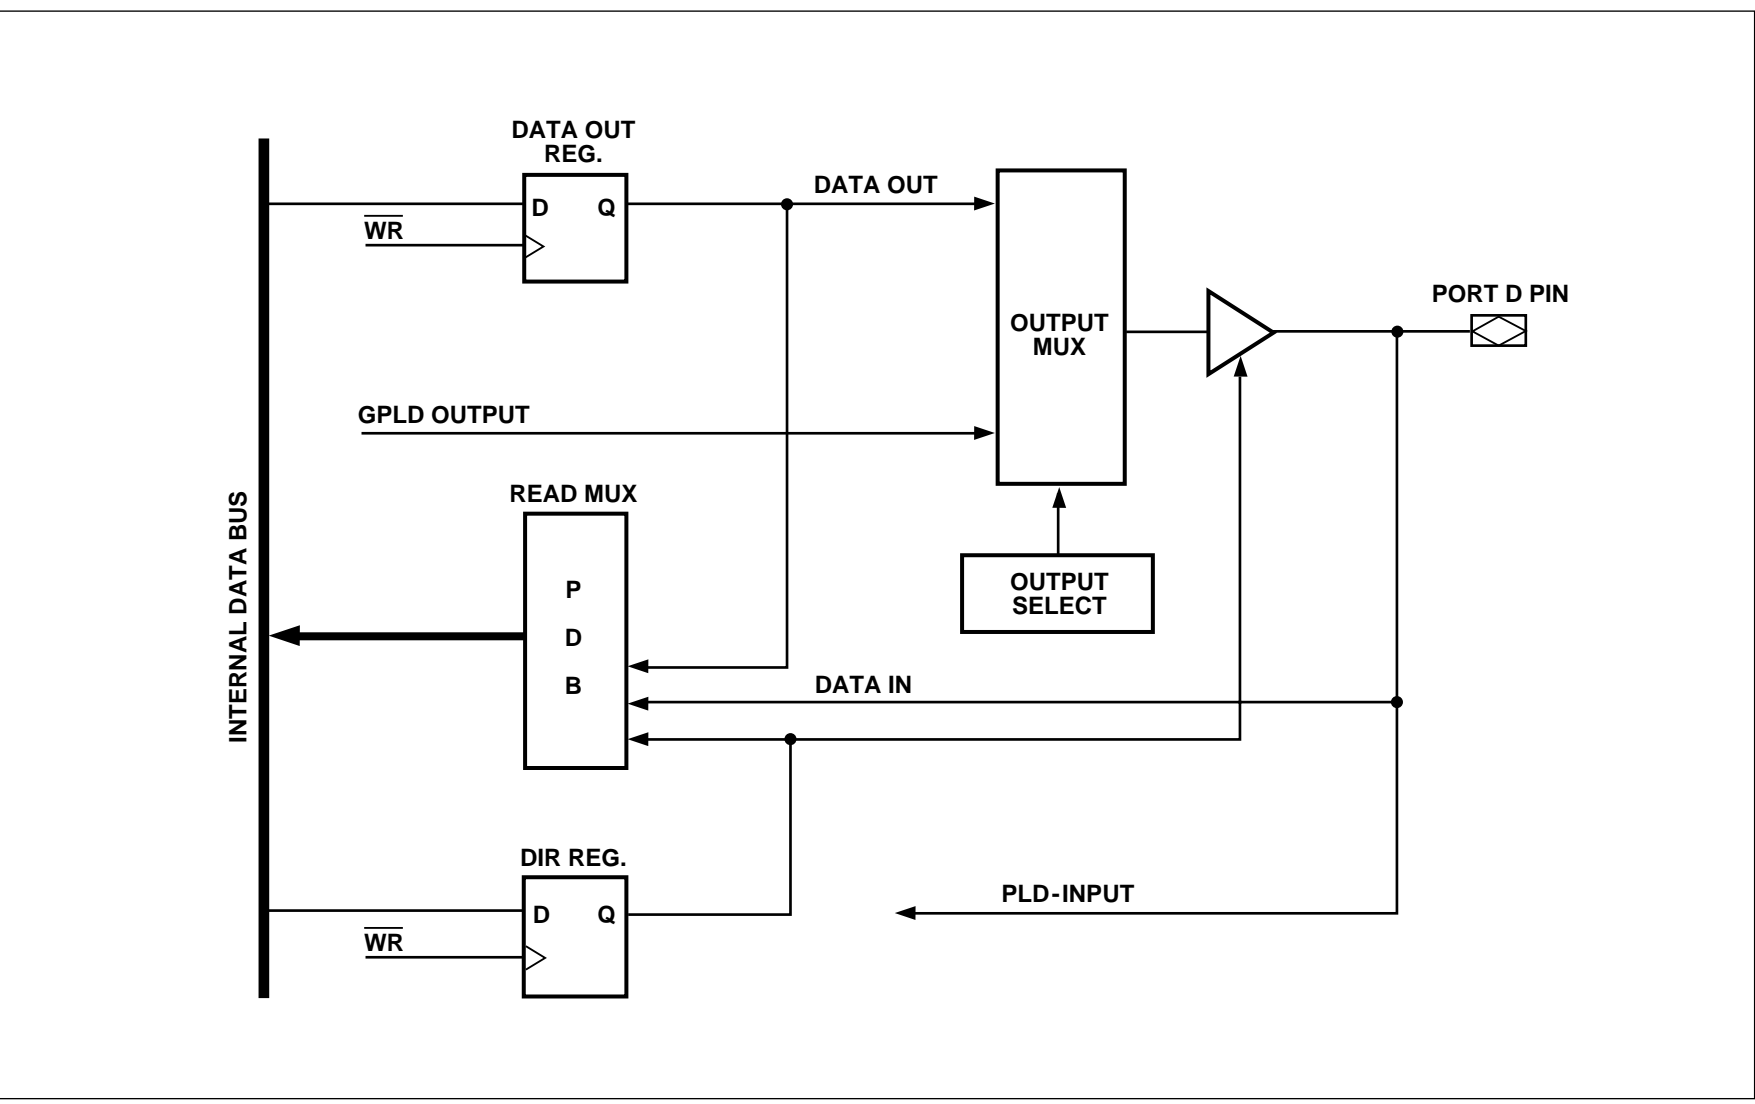 DATA OUT
REG.
D Q
WR
DATA OUT
OUTPUT
MUX
PORT D PIN
GPLD OUTPUT
READ MUX
P
D
B
OUTPUT
SELECT
INTERNAL DATA BUS
DATA IN
DIR REG.
D Q
WR
PLD-INPUT